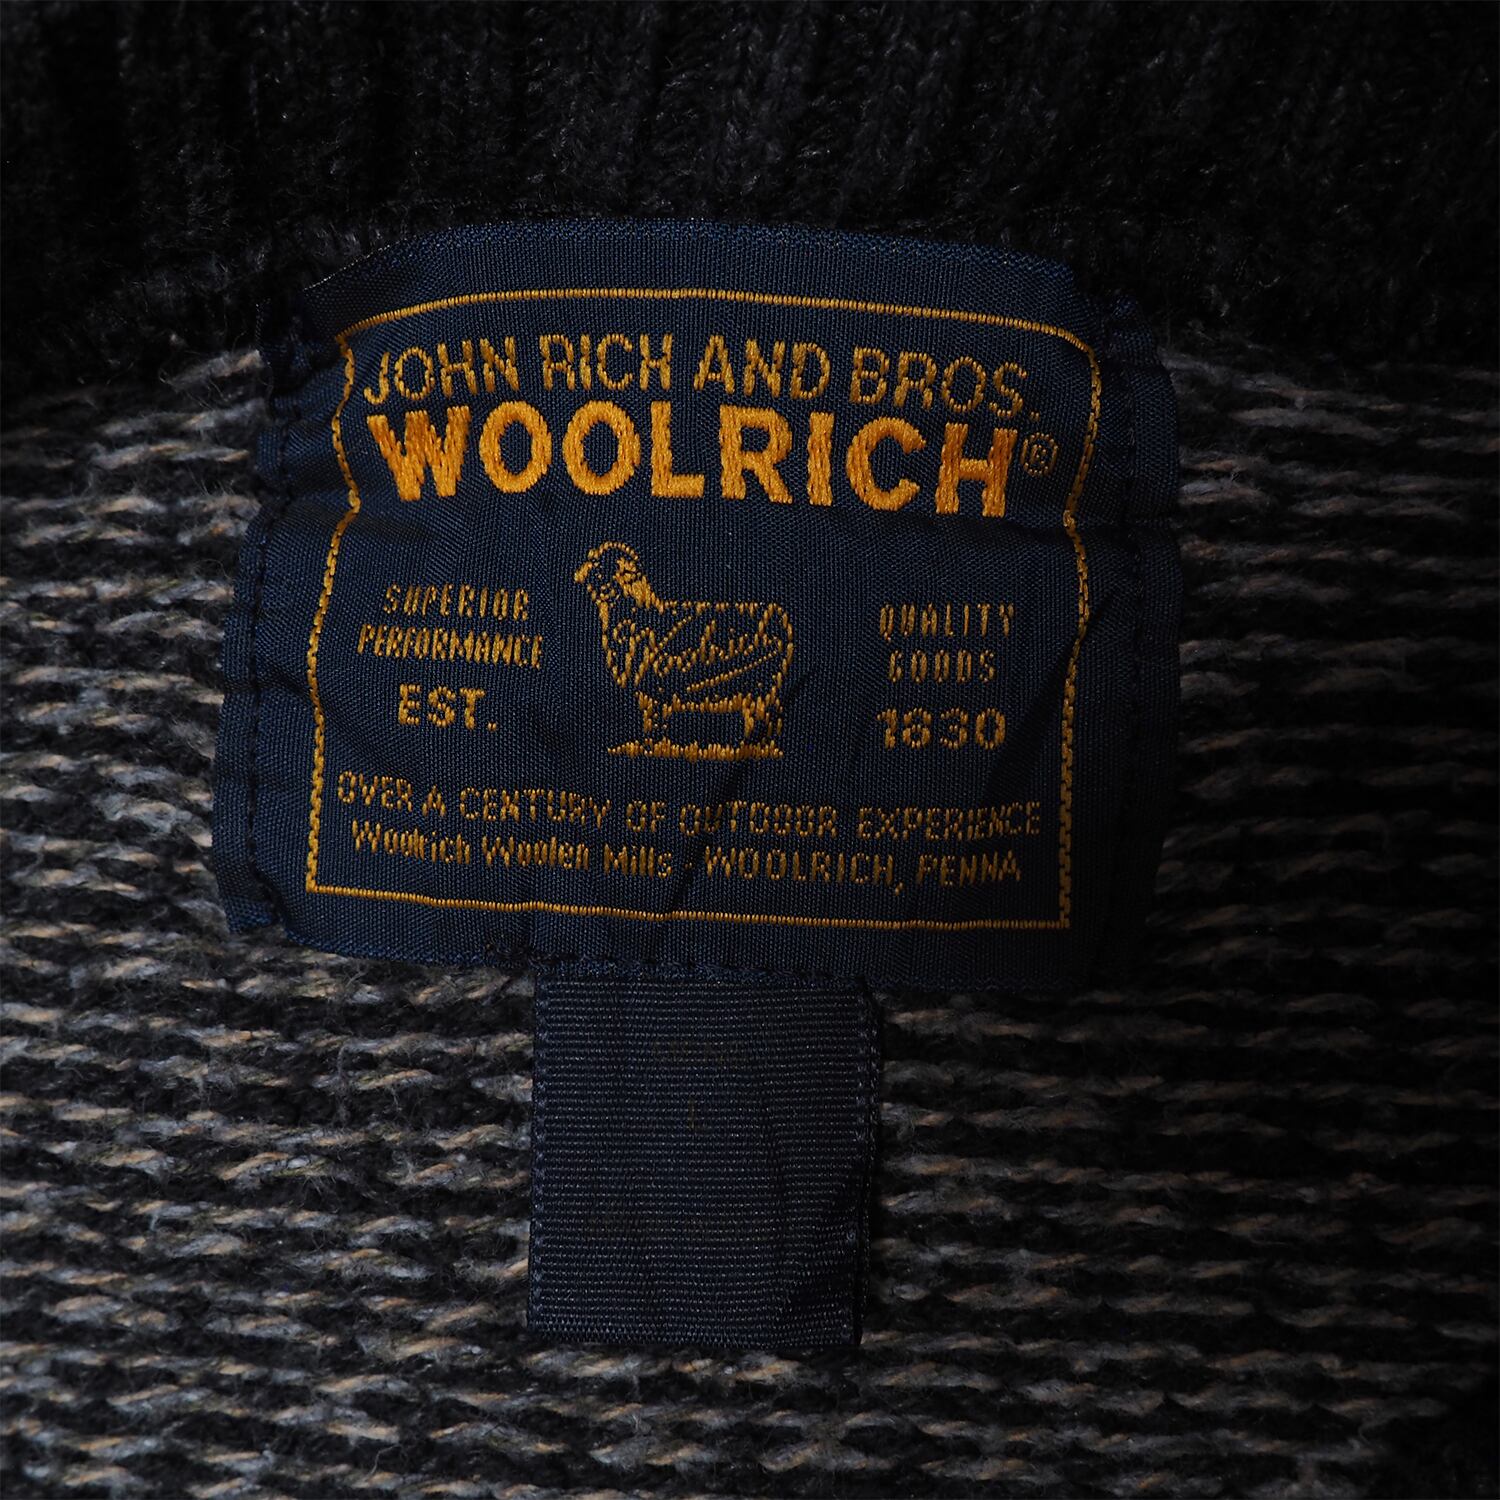 JOHN RICH AND BROS.
WOOLRICH®
SUPERIOR
PERFORMANCE
EST.
Woolrich
QUALITY
GOODS
1830
OVER A CENTURY OF OUTDOOR EXPERIENCE
Woolrich Woolen Mills · WOOLRICH, PENNA